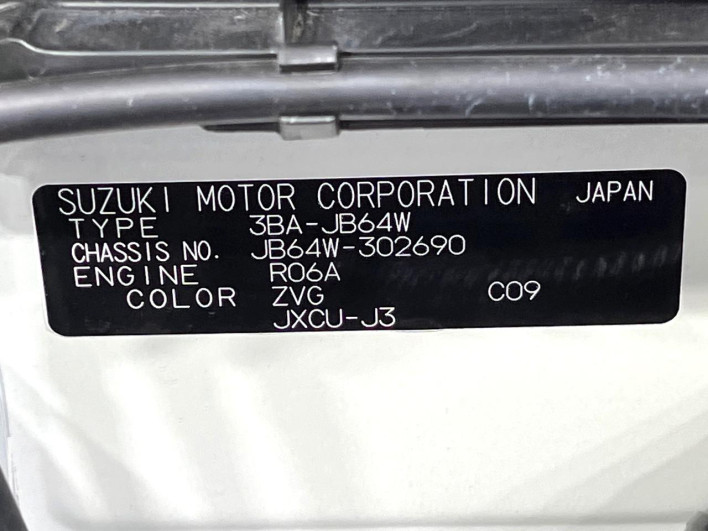 SUZUKI MOTOR CORPORATION JAPAN
TYPE 3BA-JB64W
CHASSIS NO. JB64W-302690
ENGINE R06A
COLOR ZVG C09
JXCU-J3